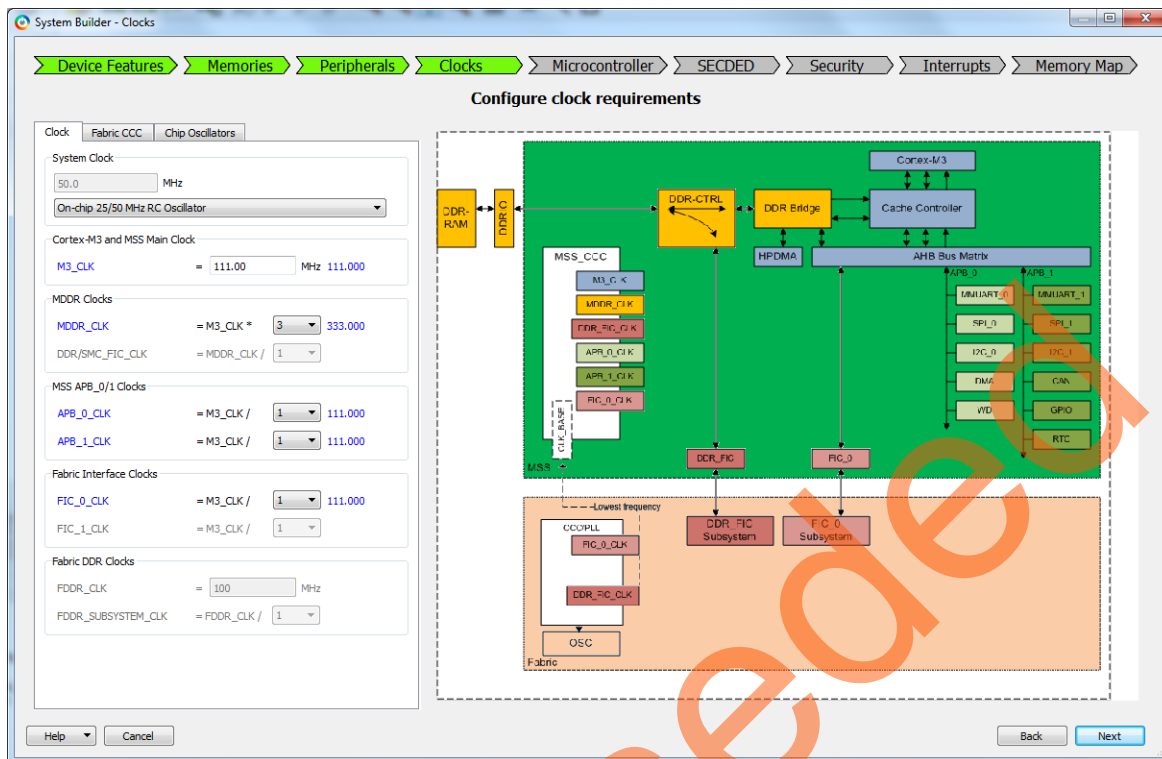 System Builder - Clocks
Device Features
Memories
Peripherals
Clocks
Microcontroller
SECDED
Security
Interrupts
Memory Map
Configure clock requirements
Clock
Fabric CCC
Chip Oscillators
System Clock
50.0 MHz
On-chip 25/50 MHz RC Oscillator
Cortex-M3 and MSS Main Clock
M3_CLK = 111.00 MHz 111.000
MDDR Clocks
MDDR_CLK = M3_CLK * 3 333.000
DDR/SMC_FIC_CLK = MDDR_CLK / 1
MSS APB_0/1 Clocks
APB_0_CLK = M3_CLK / 1 111.000
APB_1_CLK = M3_CLK / 1 111.000
Fabric Interface Clocks
FIC_0_CLK = M3_CLK / 1 111.000
FIC_1_CLK = M3_CLK / 1
Fabric DDR Clocks
FDDR_CLK = 100 MHz
FDDR_SUBSYSTEM_CLK = FDDR_CLK / 1
Cortex-M3
DDR-RAM
DDR-CTRL
DDR Bridge
Cache Controller
HPDMA
AHB Bus Matrix
MSS_CCC
M3_CLK
MDDR_CLK
DDR_FIC_CLK
APB_0_CLK
APB_1_CLK
FIC_0_CLK
CLK_BASE
MSS
APB_0
APB_1
MMUART_0
MMUART_1
SPI_0
SPI_1
I2C_0
I2C_1
DMA
CAN
WD
GPIO
RTC
DDR_FIC
FIC_0
Lowest frequency
CCC/PLL
FIC_0_CLK
DDR_FIC_CLK
OSC
DDR_FIC
Subsystem
FIC_0
Subsystem
Fabric
Help
Cancel
Back
Next